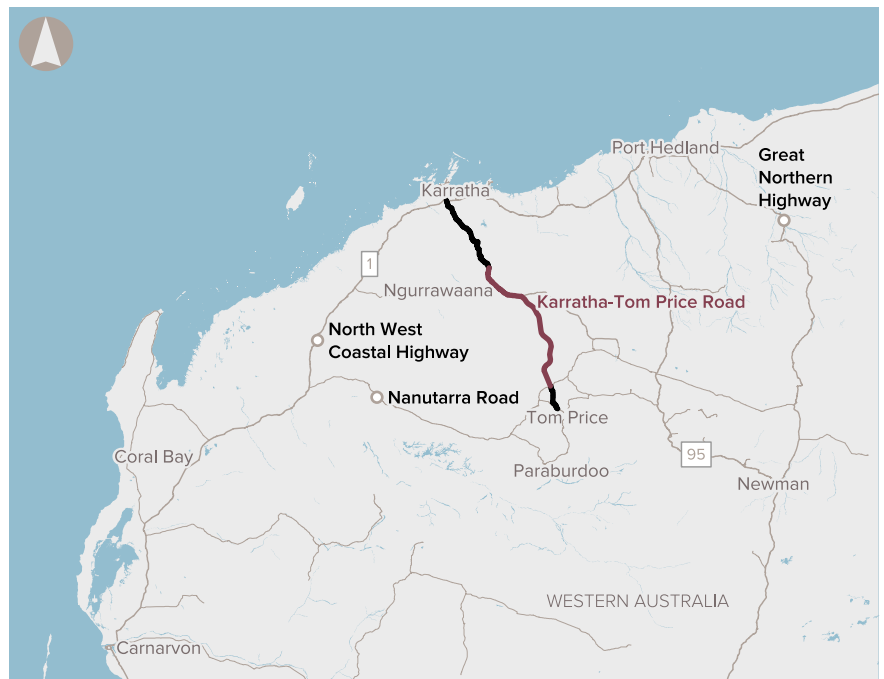 Port Hedland
Great
Northern
Highway
Karratha
1
Ngurrawaana
Karratha-Tom Price Road
North West
Coastal Highway
Nanutarra Road
Tom Price
Coral Bay
95
Paraburdoo
Newman
WESTERN AUSTRALIA
Carnarvon